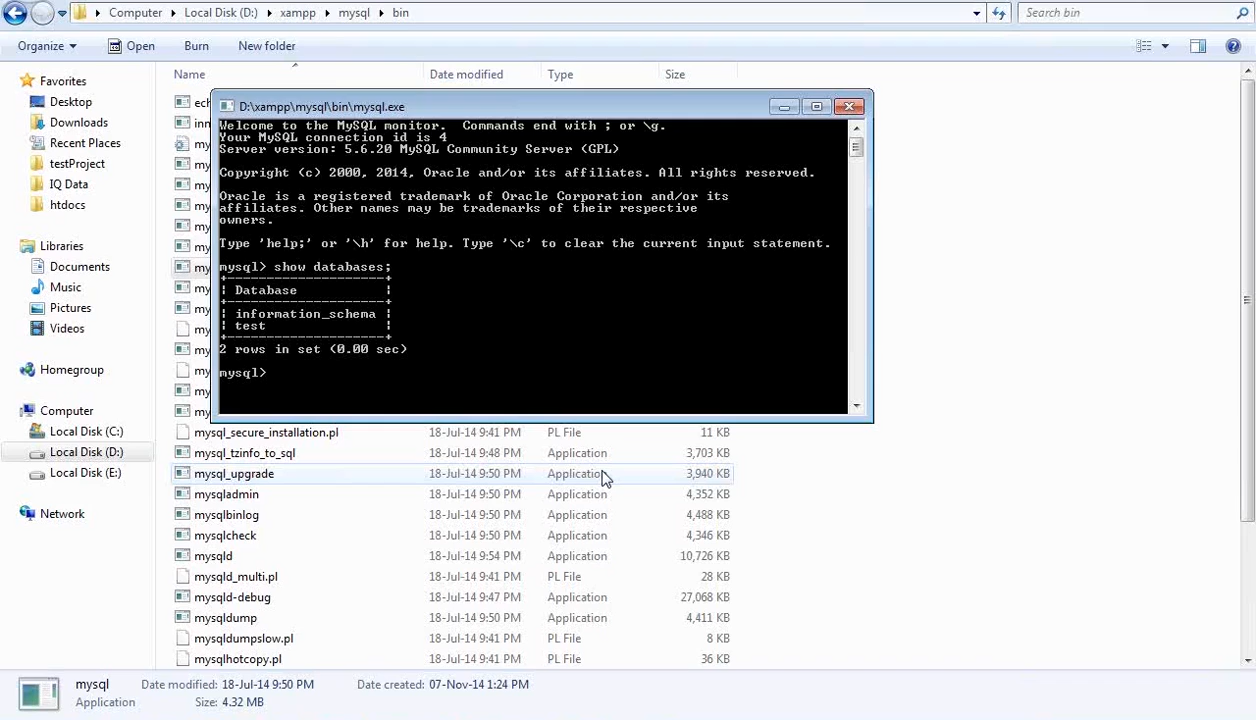 Computer ▸ Local Disk (D:) ▸ xampp ▸ mysql ▸ bin
Search bin
Organize
Open
Burn
New folder
Name
Date modified
Type
Size
Favorites
Desktop
Downloads
Recent Places
testProject
IQ Data
htdocs
Libraries
Documents
Music
Pictures
Videos
Homegroup
Computer
Local Disk (C:)
Local Disk (D:)
Local Disk (E:)
Network
D:\xampp\mysql\bin\mysql.exe
Welcome to the MySQL monitor.  Commands end with ; or \g.
Your MySQL connection id is 4
Server version: 5.6.20 MySQL Community Server (GPL)
Copyright (c) 2000, 2014, Oracle and/or its affiliates. All rights reserved.
Oracle is a registered trademark of Oracle Corporation and/or its
affiliates. Other names may be trademarks of their respective
owners.
Type 'help;' or '\h' for help. Type '\c' to clear the current input statement.
mysql> show databases;
+--------------------+
| Database           |
+--------------------+
| information_schema |
| test               |
+--------------------+
2 rows in set (0.00 sec)
mysql>
mysql_secure_installation.pl 18-Jul-14 9:41 PM PL File 11 KB
mysql_tzinfo_to_sql 18-Jul-14 9:48 PM Application 3,703 KB
mysql_upgrade 18-Jul-14 9:50 PM Application 3,940 KB
mysqladmin 18-Jul-14 9:50 PM Application 4,352 KB
mysqlbinlog 18-Jul-14 9:50 PM Application 4,488 KB
mysqlcheck 18-Jul-14 9:50 PM Application 4,346 KB
mysqld 18-Jul-14 9:54 PM Application 10,726 KB
mysqld_multi.pl 18-Jul-14 9:41 PM PL File 28 KB
mysqld-debug 18-Jul-14 9:47 PM Application 27,068 KB
mysqldump 18-Jul-14 9:50 PM Application 4,411 KB
mysqldumpslow.pl 18-Jul-14 9:41 PM PL File 8 KB
mysqlhotcopy.pl 18-Jul-14 9:41 PM PL File 36 KB
mysql Date modified: 18-Jul-14 9:50 PM Date created: 07-Nov-14 1:24 PM
Application Size: 4.32 MB